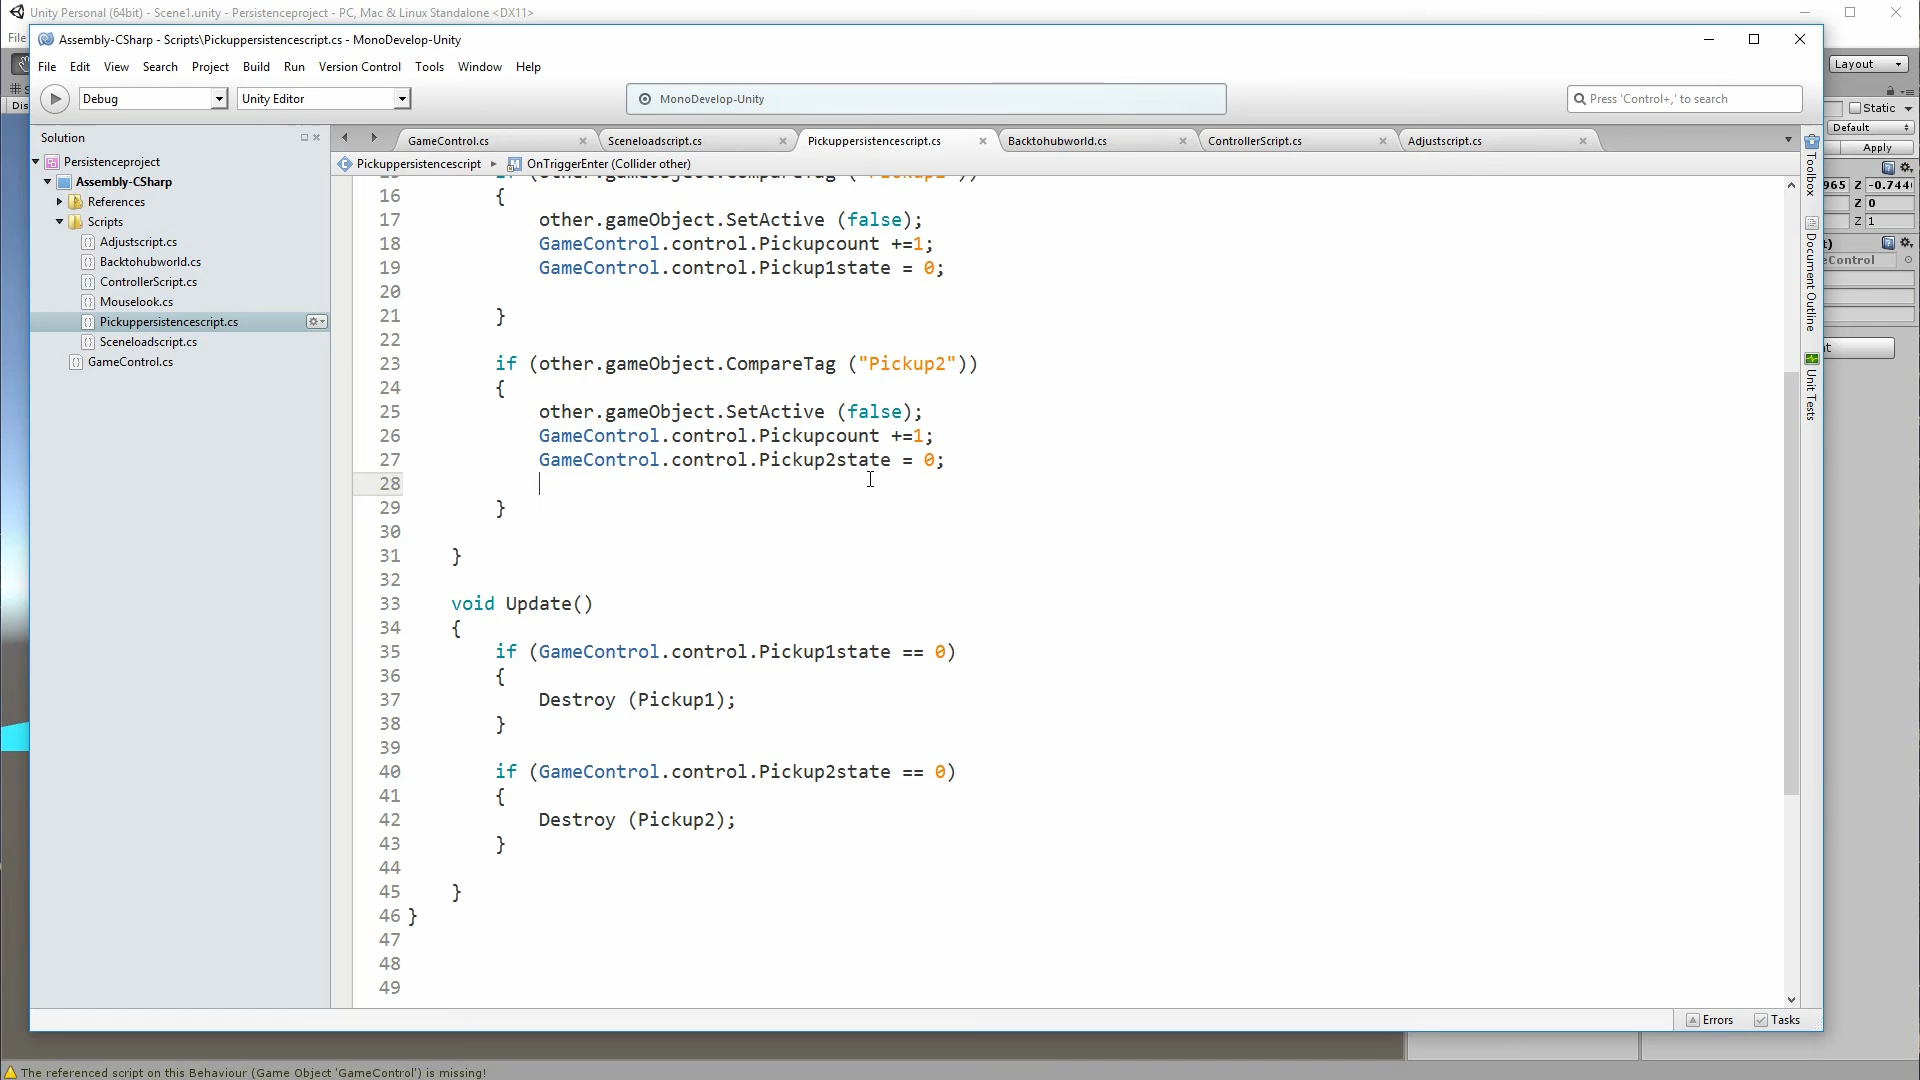 Unity Personal (64bit) - Scene1.unity - Persistenceproject - PC, Mac & Linux Standalone <DX11>
File
Assembly-CSharp - Scripts\Pickuppersistencescript.cs - MonoDevelop-Unity
File Edit View Search Project Build Run Version Control Tools Window Help
Layout
Debug Unity Editor MonoDevelop-Unity Press 'Control+,' to search
Dis
Static
Default
Apply
Solution
GameControl.cs Sceneloadscript.cs Pickuppersistencescript.cs Backtohubworld.cs ControllerScript.cs Adjustscript.cs
Pickuppersistencescript OnTriggerEnter (Collider other)
Persistenceproject
Assembly-CSharp
References
Scripts
Adjustscript.cs
Backtohubworld.cs
ControllerScript.cs
Mouselook.cs
Pickuppersistencescript.cs
Sceneloadscript.cs
GameControl.cs
16 {
17 other.gameObject.SetActive (false);
18 GameControl.control.Pickupcount +=1;
19 GameControl.control.Pickup1state = 0;
20
21 }
22
23 if (other.gameObject.CompareTag ("Pickup2"))
24 {
25 other.gameObject.SetActive (false);
26 GameControl.control.Pickupcount +=1;
27 GameControl.control.Pickup2state = 0;
28
29 }
30
31 }
32
33 void Update()
34 {
35 if (GameControl.control.Pickup1state == 0)
36 {
37 Destroy (Pickup1);
38 }
39
40 if (GameControl.control.Pickup2state == 0)
41 {
42 Destroy (Pickup2);
43 }
44
45 }
46 }
47
48
49
Toolbox
Document Outline
Unit Tests
965 Z -0.744
Z 0
Z 1
t)
eControl
t
Errors Tasks
The referenced script on this Behaviour (Game Object 'GameControl') is missing!